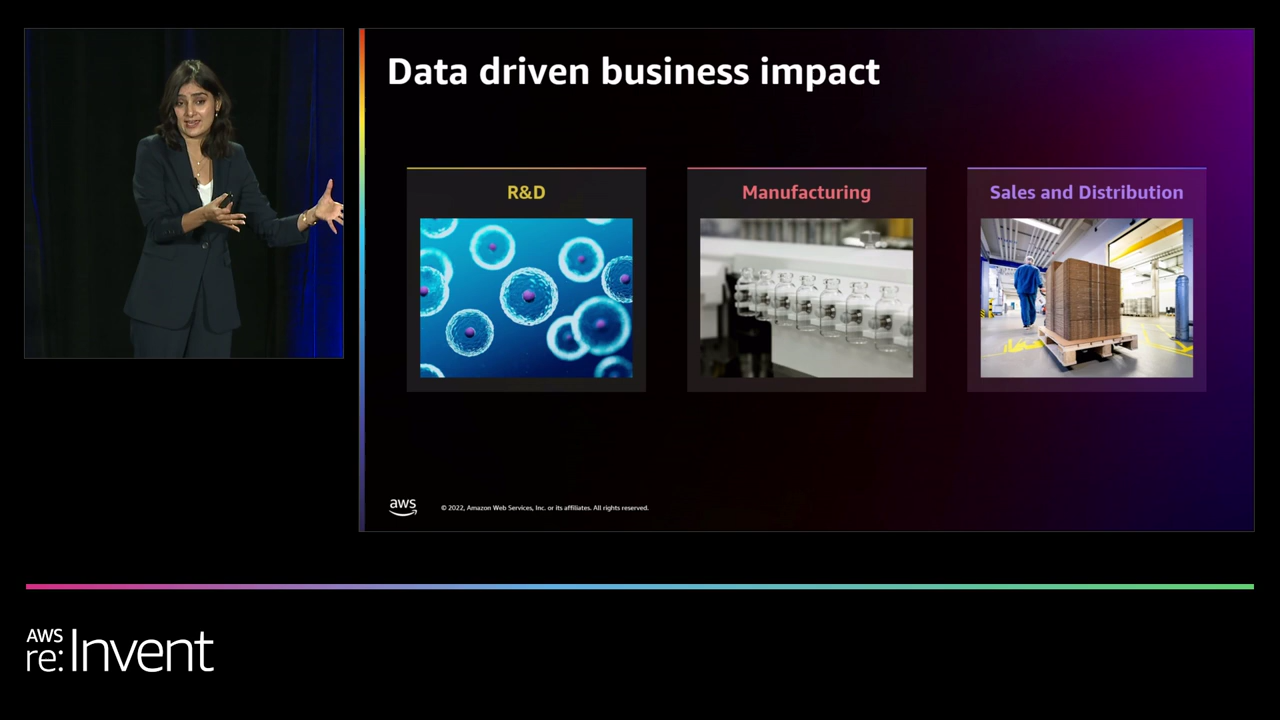 Data driven business impact
R&D
Manufacturing
Sales and Distribution
aws
© 2022, Amazon Web Services, Inc. or its affiliates. All rights reserved.
AWS
re:Invent